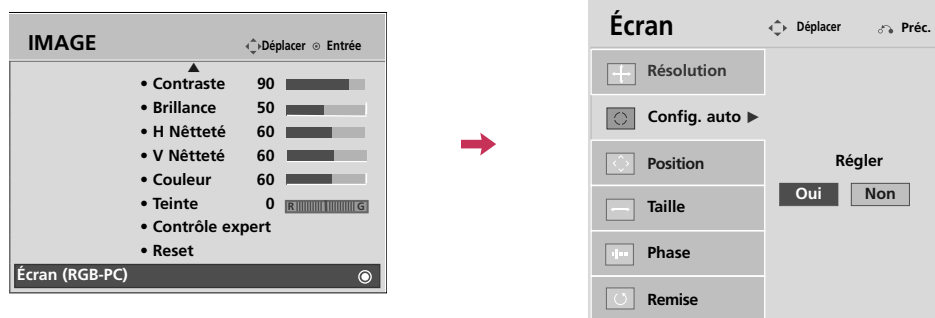 IMAGE
Déplacer
Entrée
• Contraste 90
• Brillance 50
• H Nêtteté 60
• V Nêtteté 60
• Couleur 60
• Teinte 0 R G
• Contrôle expert
• Reset
Écran (RGB-PC)
Écran
Déplacer
Préc.
Résolution
Config. auto ►
Position
Taille
Phase
Remise
Régler
Oui Non